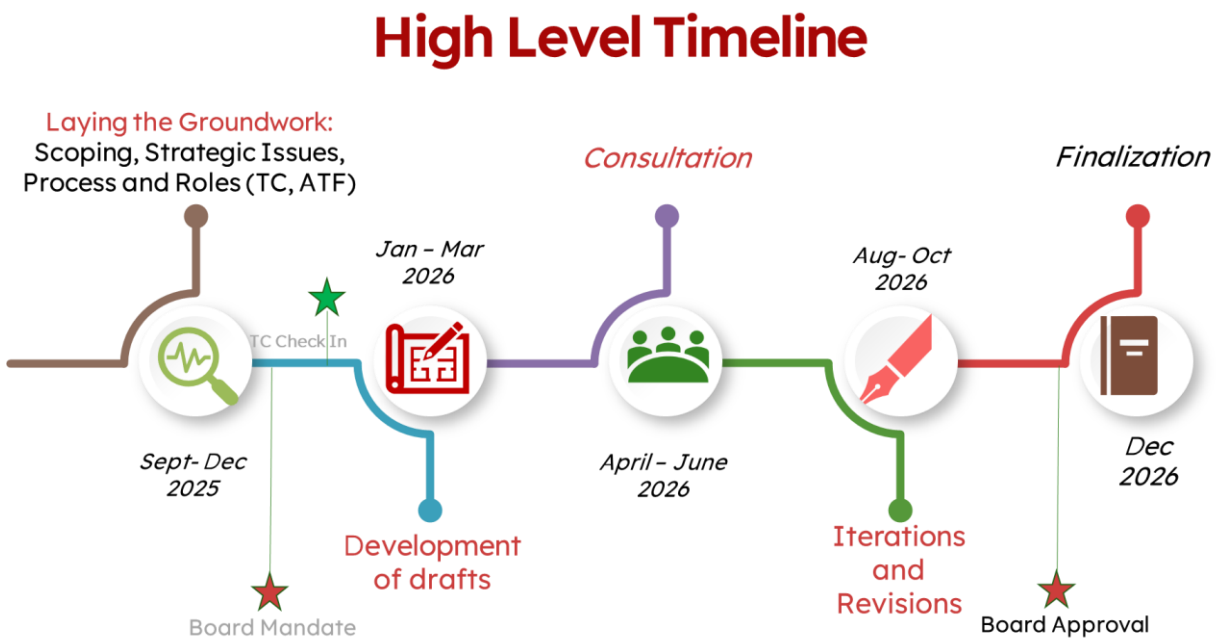 High Level Timeline
Laying the Groundwork:
Scoping, Strategic Issues,
Process and Roles (TC, ATF)
Consultation
Finalization
Jan – Mar
2026
Aug- Oct
2026
TC Check In
Sept- Dec
2025
April – June
2026
Dec
2026
Development
of drafts
Iterations
and
Revisions
Board Mandate
Board Approval